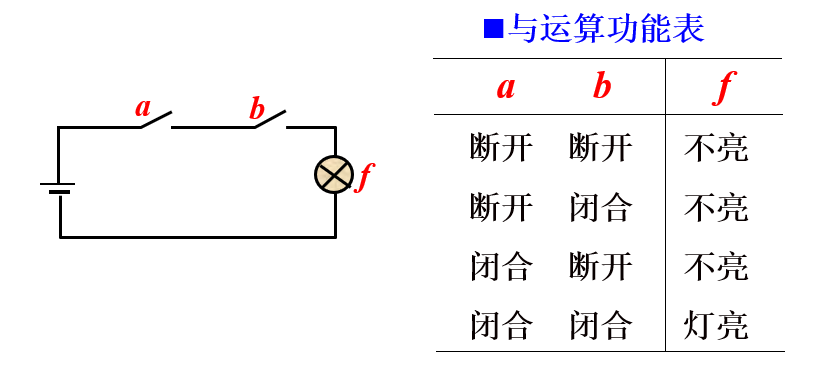 ■与运算功能表
a b f
a b f
断开 断开 不亮
断开 闭合 不亮
闭合 断开 不亮
闭合 闭合 灯亮